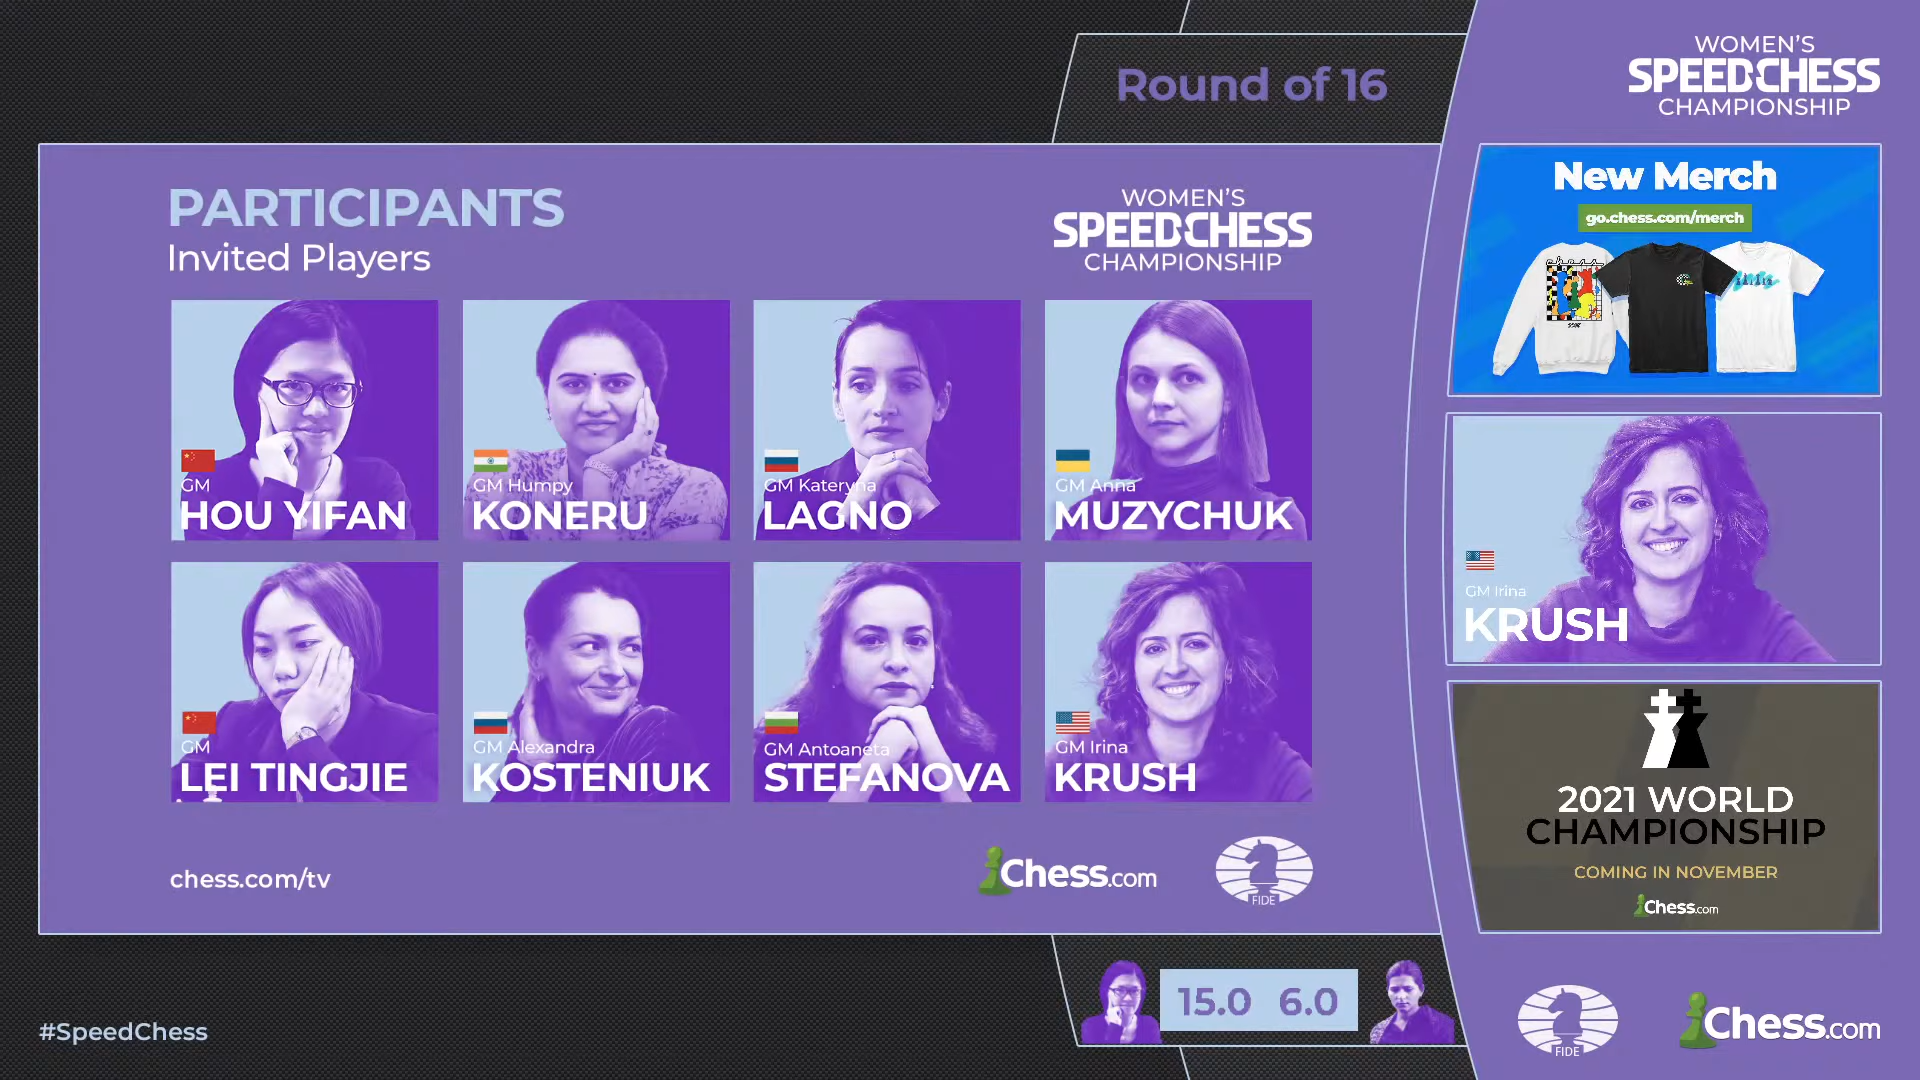 Round of 16
WOMEN'S
SPEEDCHESS
CHAMPIONSHIP
PARTICIPANTS
Invited Players
WOMEN'S
SPEEDCHESS
CHAMPIONSHIP
GM
HOU YIFAN
GM Humpy
KONERU
GM Kateryna
LAGNO
GM Anna
MUZYCHUK
GM
LEI TINGJIE
GM Alexandra
KOSTENIUK
GM Antoaneta
STEFANOVA
GM Irina
KRUSH
chess.com/tv
Chess.com
FIDE
New Merch
go.chess.com/merch
chess
GM Irina
KRUSH
2021 WORLD
CHAMPIONSHIP
COMING IN NOVEMBER
Chess.com
#SpeedChess
15.0 6.0
FIDE
Chess.com